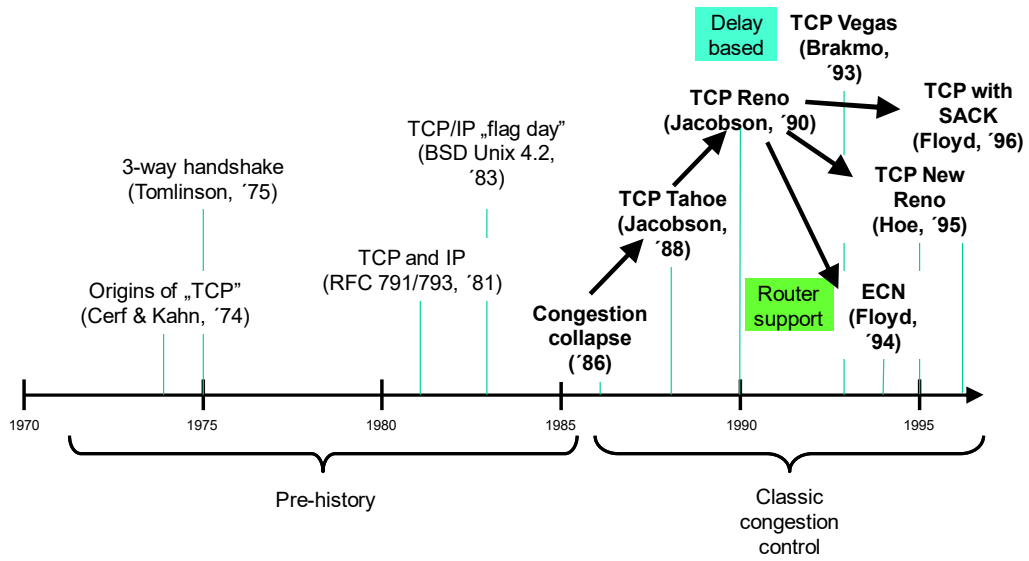 Delay
based
TCP Vegas
(Brakmo,
´93)
TCP with
SACK
(Floyd, ´96)
TCP Reno
(Jacobson, ´90)
TCP/IP „flag day”
(BSD Unix 4.2,
´83)
3-way handshake
(Tomlinson, ´75)
TCP New
Reno
(Hoe, ´95)
TCP Tahoe
(Jacobson,
´88)
TCP and IP
(RFC 791/793, ´81)
Origins of „TCP”
(Cerf & Kahn, ´74)
Router
support
ECN
(Floyd,
´94)
Congestion
collapse
(´86)
1970
1975
1980
1985
1990
1995
Pre-history
Classic
congestion
control